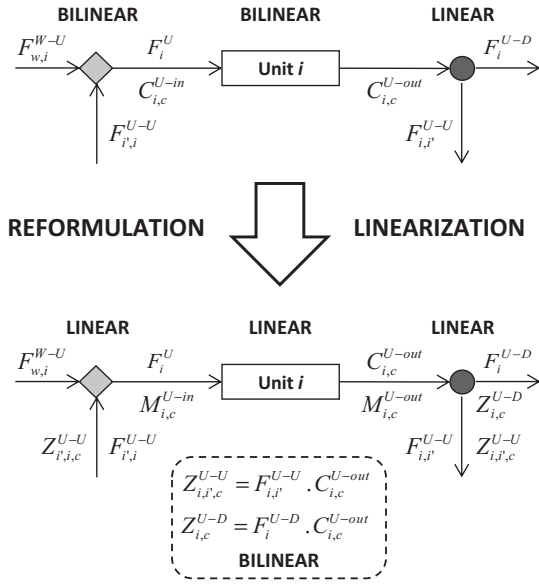 BILINEAR BILINEAR LINEAR
F_{w,i}^{W-U} F_i^U Unit i F_i^{U-D}
C_{i,c}^{U-in} C_{i,c}^{U-out}
F_{i',i}^{U-U} F_{i,i'}^{U-U}
REFORMULATION LINEARIZATION
LINEAR LINEAR LINEAR
F_{w,i}^{W-U} F_i^U Unit i C_{i,c}^{U-out} F_i^{U-D}
M_{i,c}^{U-in} M_{i,c}^{U-out} Z_{i,c}^{U-D}
Z_{i',i,c}^{U-U} F_{i',i}^{U-U} F_{i,i'}^{U-U} Z_{i,i',c}^{U-U}
Z_{i,i',c}^{U-U} = F_{i,i'}^{U-U} . C_{i,c}^{U-out}
Z_{i,c}^{U-D} = F_i^{U-D} . C_{i,c}^{U-out}
BILINEAR